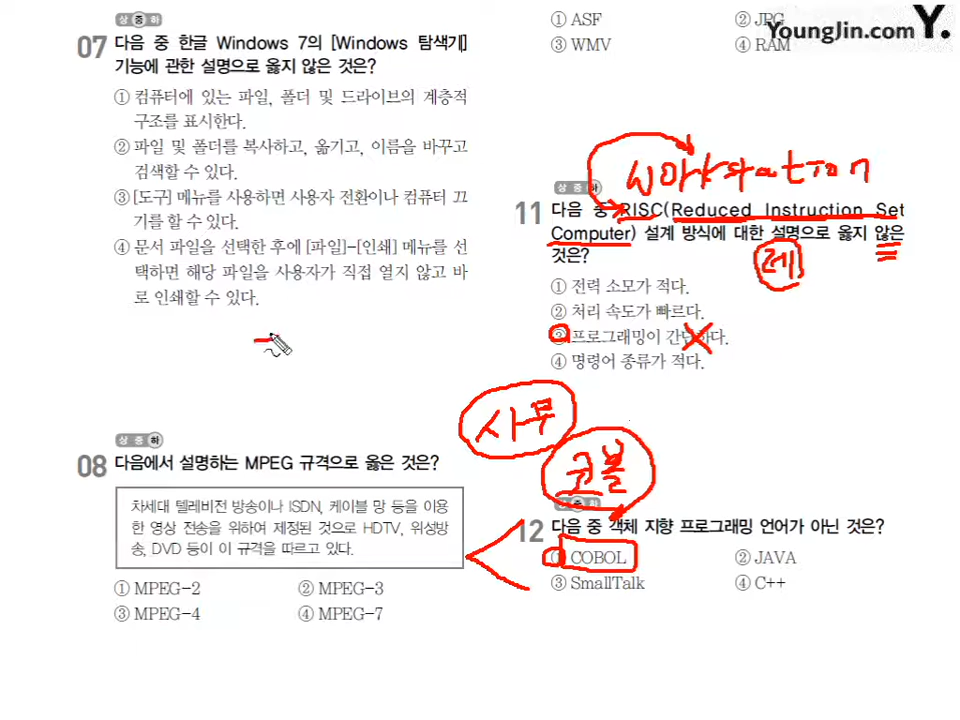 상 중 하
07 다음 중 한글 Windows 7의 [Windows 탐색기]
기능에 관한 설명으로 옳지 않은 것은?
① 컴퓨터에 있는 파일, 폴더 및 드라이브의 계층적
구조를 표시한다.
② 파일 및 폴더를 복사하고, 옮기고, 이름을 바꾸고
검색할 수 있다.
③ [도구] 메뉴를 사용하면 사용자 전환이나 컴퓨터 끄
기를 할 수 있다.
④ 문서 파일을 선택한 후에 [파일]-[인쇄] 메뉴를 선
택하면 해당 파일을 사용자가 직접 열지 않고 바
로 인쇄할 수 있다.
상 중 하
08 다음에서 설명하는 MPEG 규격으로 옳은 것은?
차세대 텔레비전 방송이나 ISDN, 케이블 망 등을 이용
한 영상 전송을 위하여 제정된 것으로 HDTV, 위성방
송, DVD 등이 이 규격을 따르고 있다.
① MPEG-2 ② MPEG-3
③ MPEG-4 ④ MPEG-7
① ASF ② JPG
③ WMV ④ RAM
YoungJin.com Y.
workstation
상 중 하
11 다음 중 RISC(Reduced Instruction Set
Computer) 설계 방식에 대한 설명으로 옳지 않은
것은?
① 전력 소모가 적다.
② 처리 속도가 빠르다.
③ 프로그래밍이 간단하다.
④ 명령어 종류가 적다.
사무
코볼
상 중 하
12 다음 중 객체 지향 프로그래밍 언어가 아닌 것은?
① COBOL ② JAVA
③ SmallTalk ④ C++